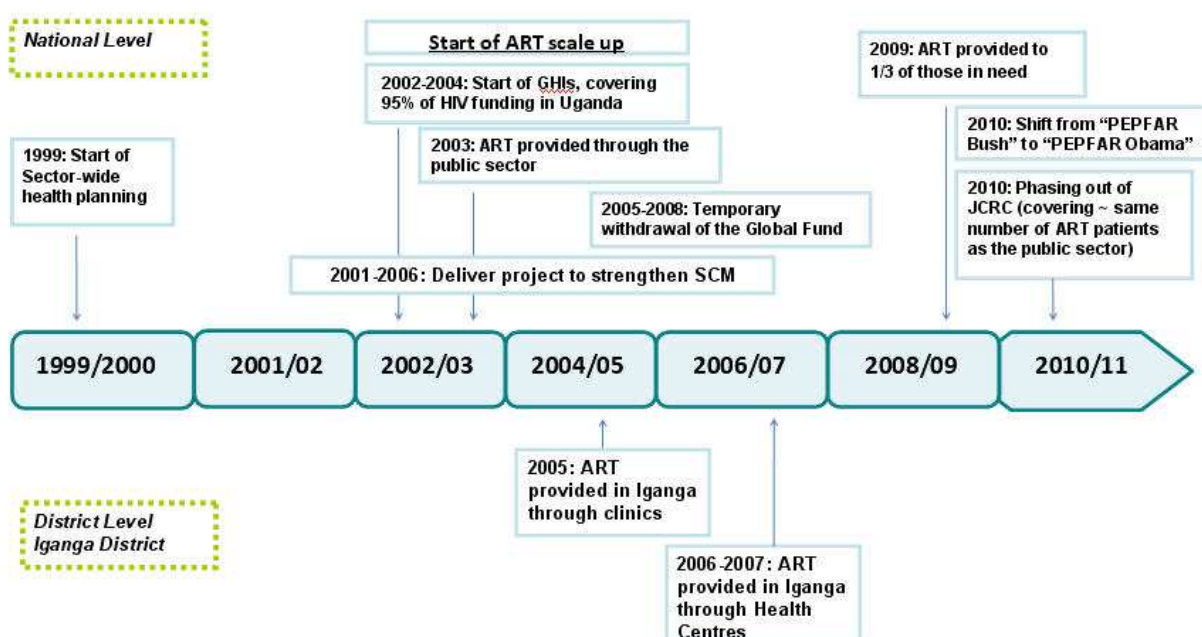 National Level
Start of ART scale up
2002-2004: Start of GHIs, covering
95% of HIV funding in Uganda
2009: ART provided to
1/3 of those in need
1999: Start of
Sector-wide
health planning
2003: ART provided through the
public sector
2010: Shift from “PEPFAR
Bush” to “PEPFAR Obama”
2005-2008: Temporary
withdrawal of the Global Fund
2010: Phasing out of
JCRC (covering ~ same
number of ART patients
as the public sector)
2001-2006: Deliver project to strengthen SCM
1999/2000
2001/02
2002/03
2004/05
2006/07
2008/09
2010/11
2005: ART
provided in Iganga
through clinics
District Level
Iganga District
2006-2007: ART
provided in Iganga
through Health
Centres